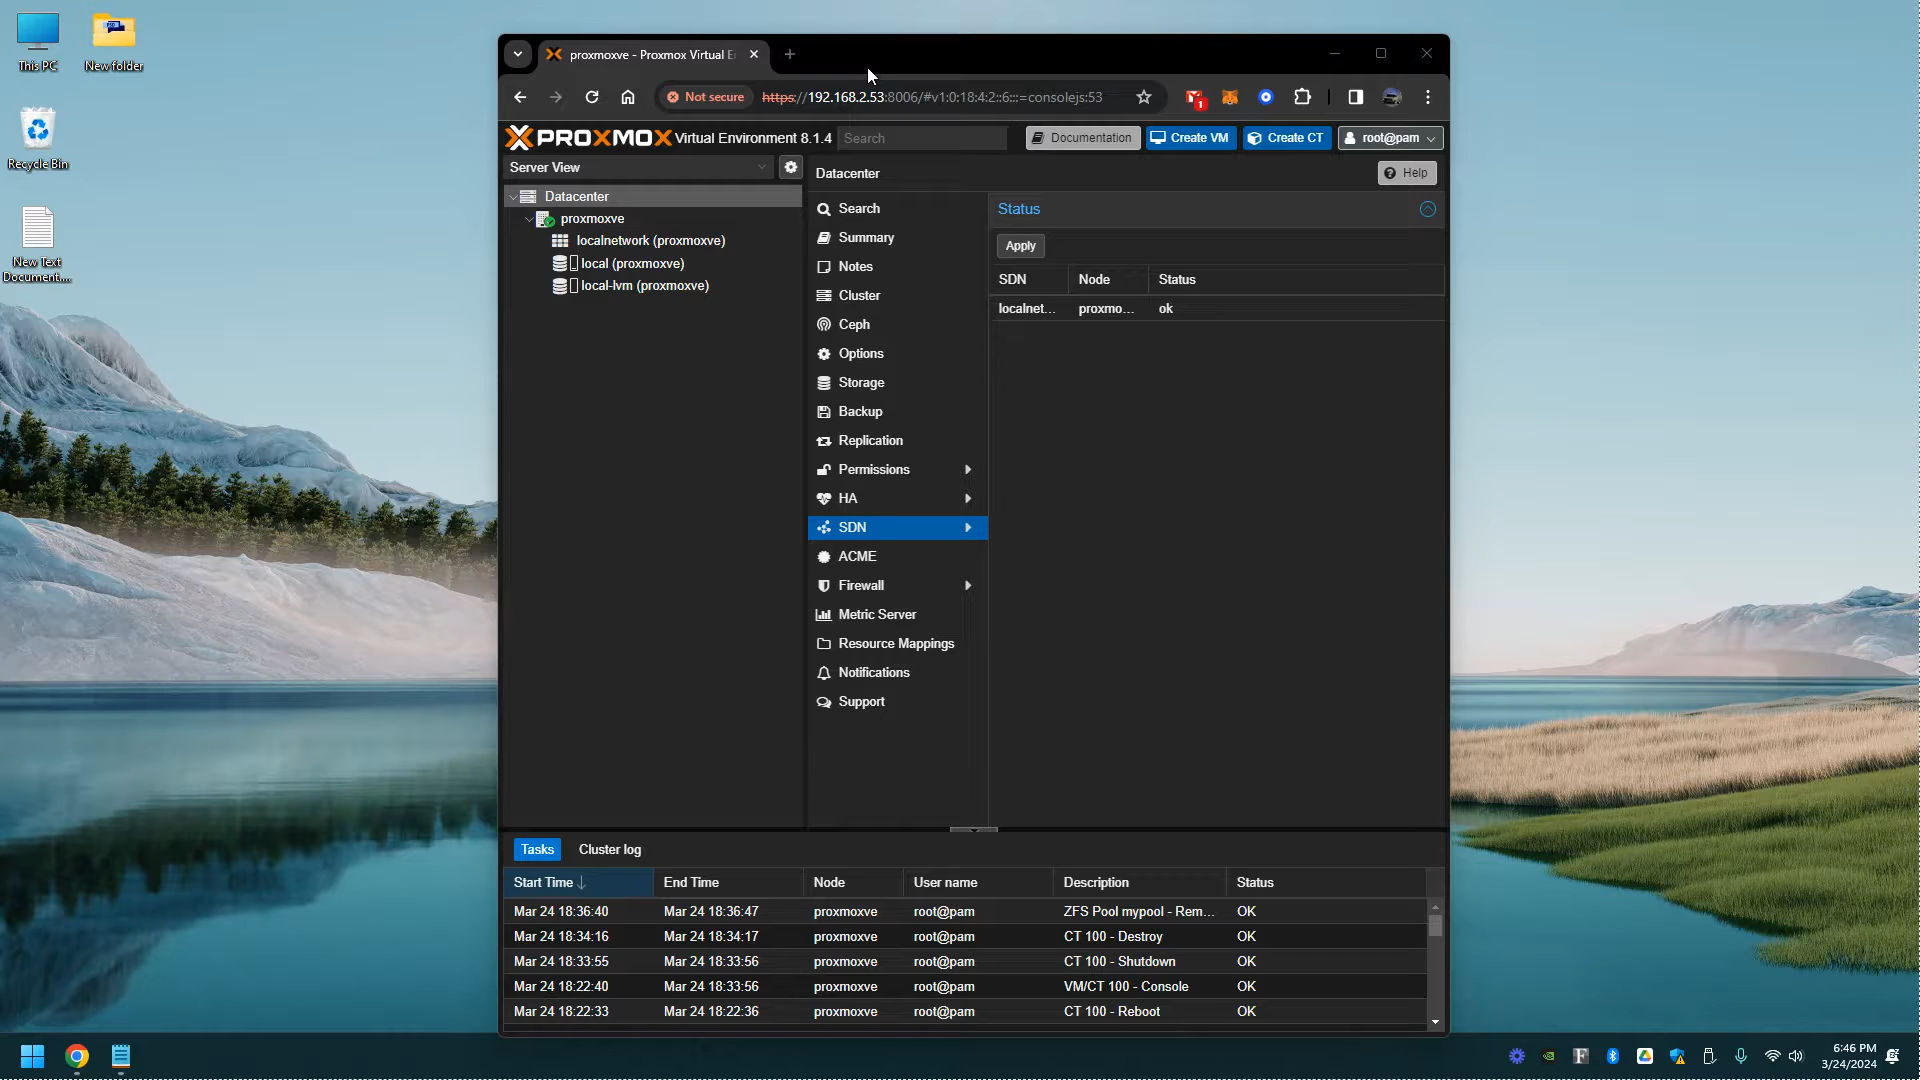 This PC
New folder
Recycle Bin
New Text
Document....
proxmoxve - Proxmox Virtual E
Not secure
https://192.168.2.53:8006/#v1:0:18:4:2::6:::=consolejs:53
1
PROXMOX Virtual Environment 8.1.4
Search
Documentation
Create VM
Create CT
root@pam
Server View
Datacenter
proxmoxve
localnetwork (proxmoxve)
local (proxmoxve)
local-lvm (proxmoxve)
Datacenter
Help
Search
Summary
Notes
Cluster
Ceph
Options
Storage
Backup
Replication
Permissions
HA
SDN
ACME
Firewall
Metric Server
Resource Mappings
Notifications
Support
Status
Apply
SDN Node Status
localnet... proxmo... ok
Tasks Cluster log
Start Time End Time Node User name Description Status
Mar 24 18:36:40 Mar 24 18:36:47 proxmoxve root@pam ZFS Pool mypool - Rem... OK
Mar 24 18:34:16 Mar 24 18:34:17 proxmoxve root@pam CT 100 - Destroy OK
Mar 24 18:33:55 Mar 24 18:33:56 proxmoxve root@pam CT 100 - Shutdown OK
Mar 24 18:22:40 Mar 24 18:33:56 proxmoxve root@pam VM/CT 100 - Console OK
Mar 24 18:22:33 Mar 24 18:22:36 proxmoxve root@pam CT 100 - Reboot OK
6:46 PM
3/24/2024